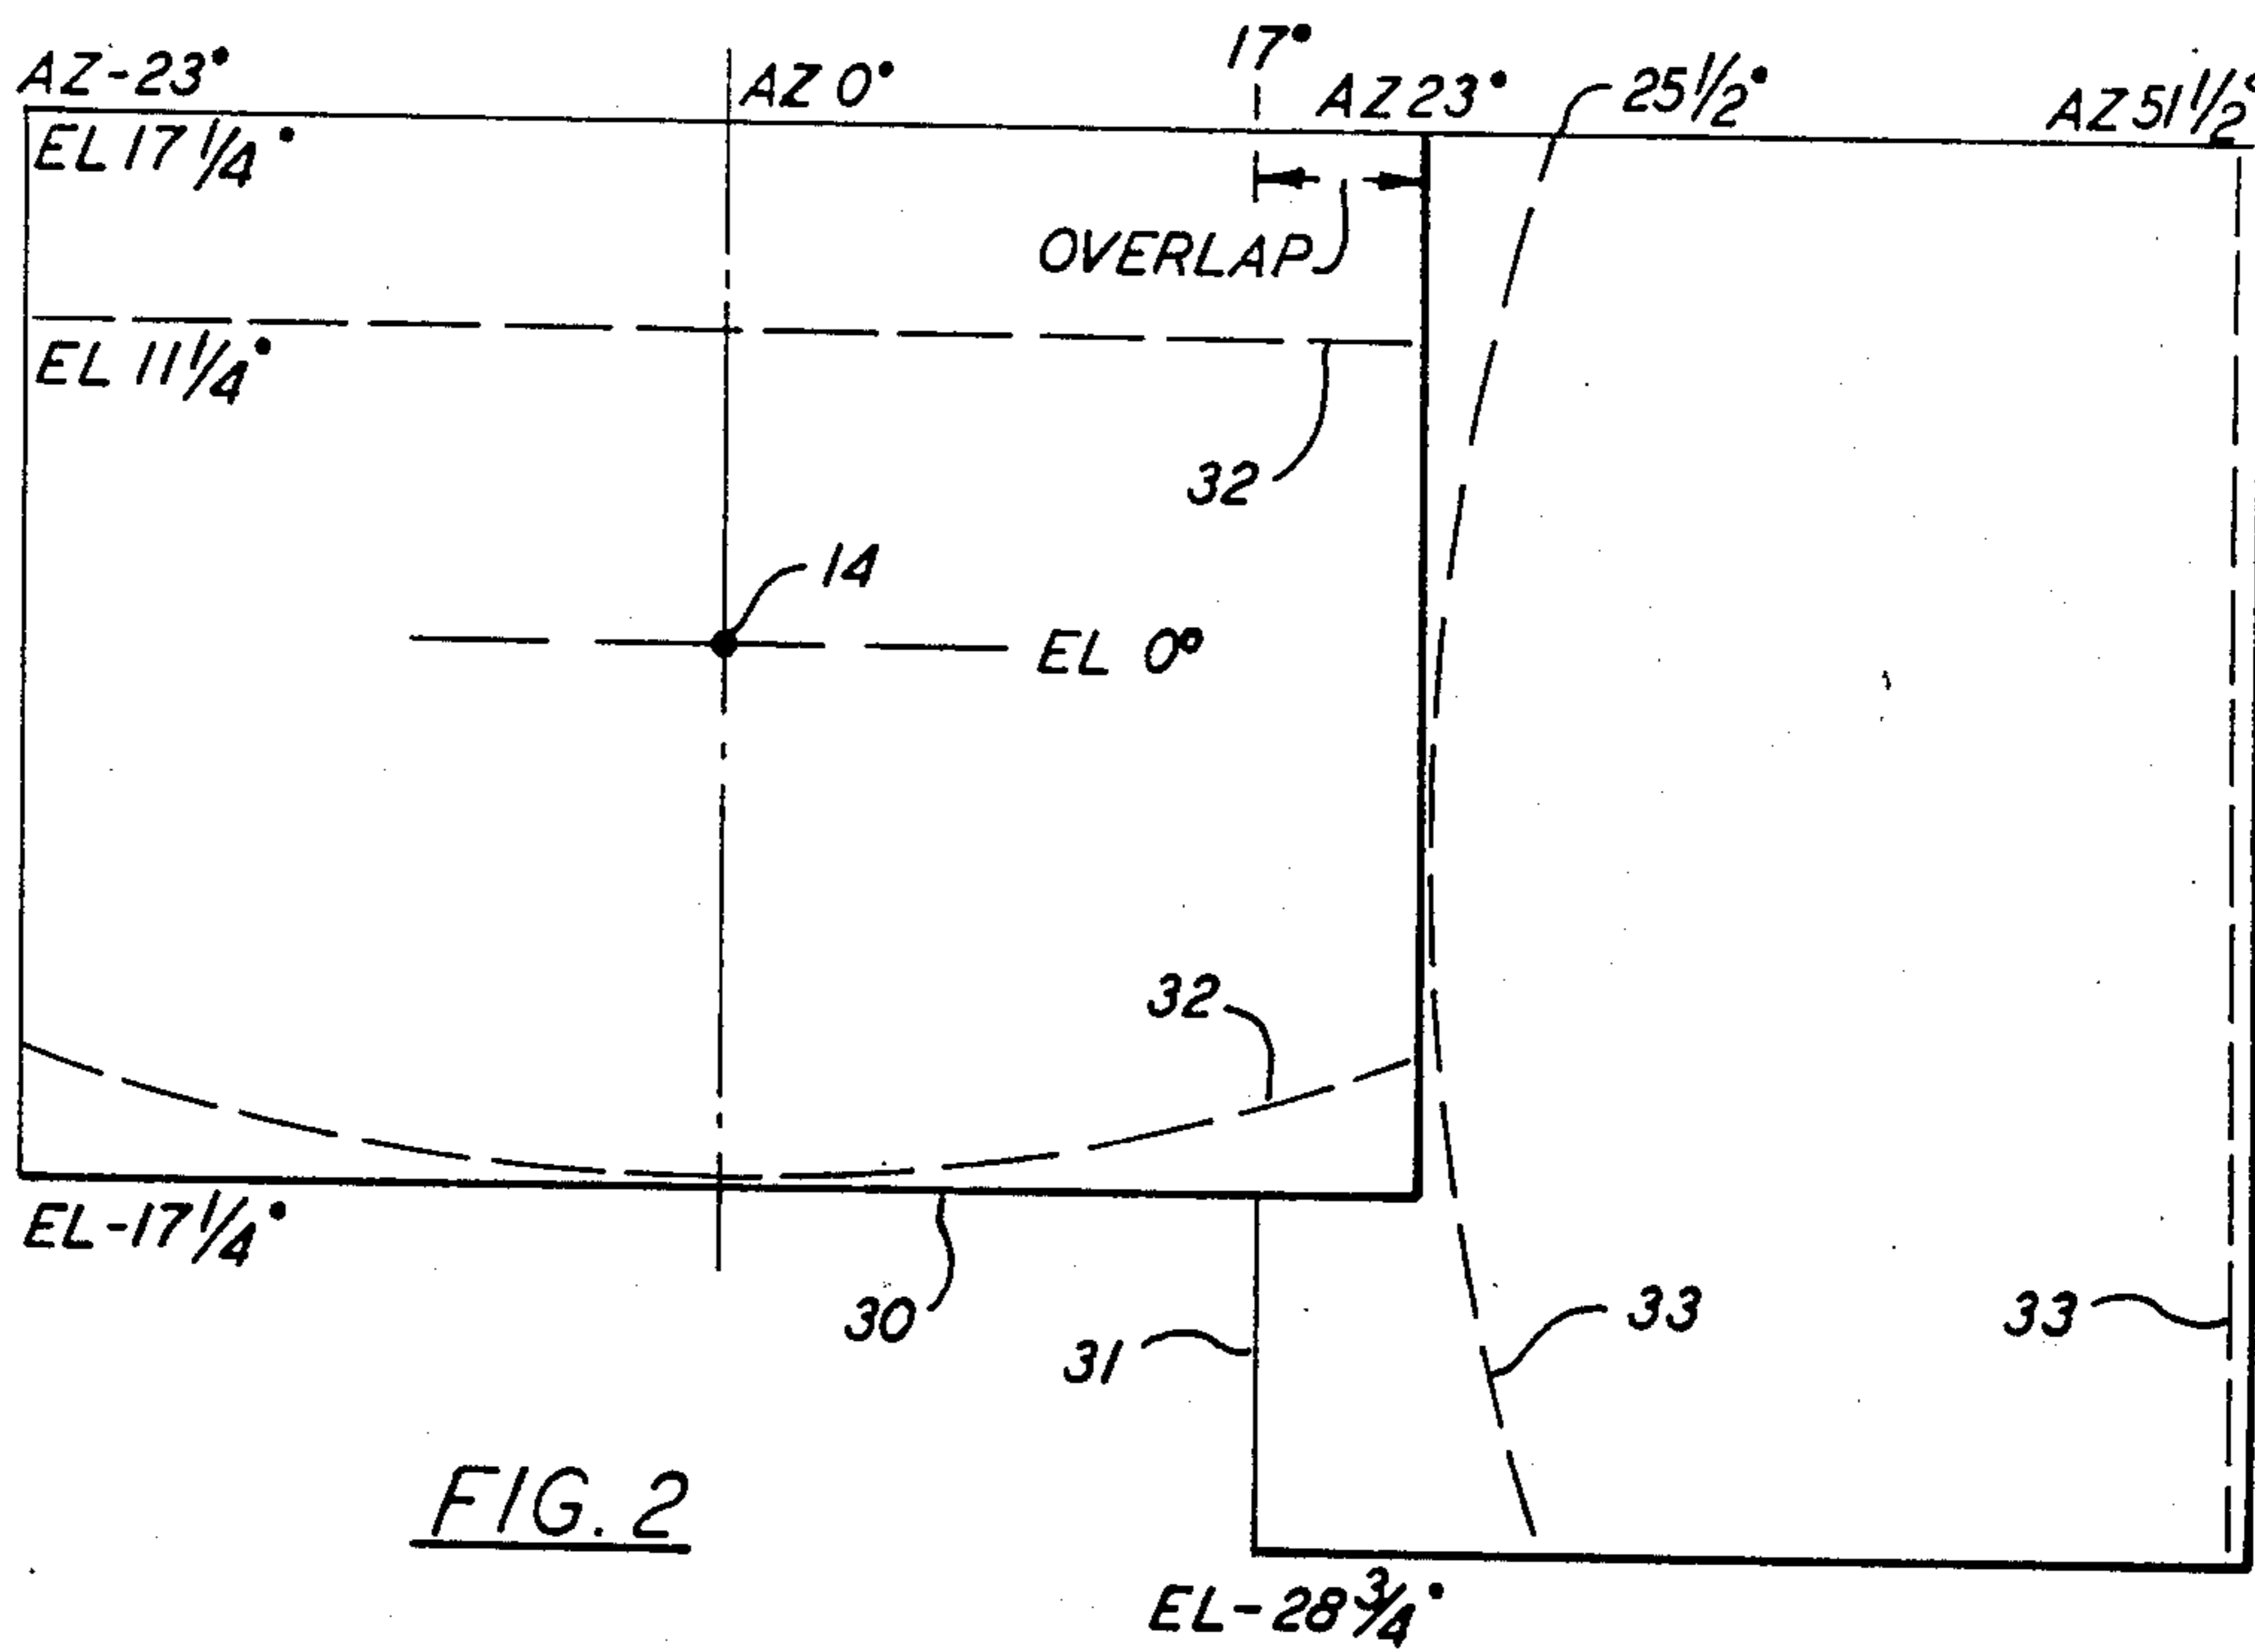 17°
AZ-23°
AZ 0°
AZ 23°
25 1/2°
AZ 51 1/2°
EL 17 1/4°
OVERLAP
EL 11 1/4°
32
14
EL 0°
32
EL-17 1/4°
30
31
33
33
FIG. 2
EL-28 3/4°